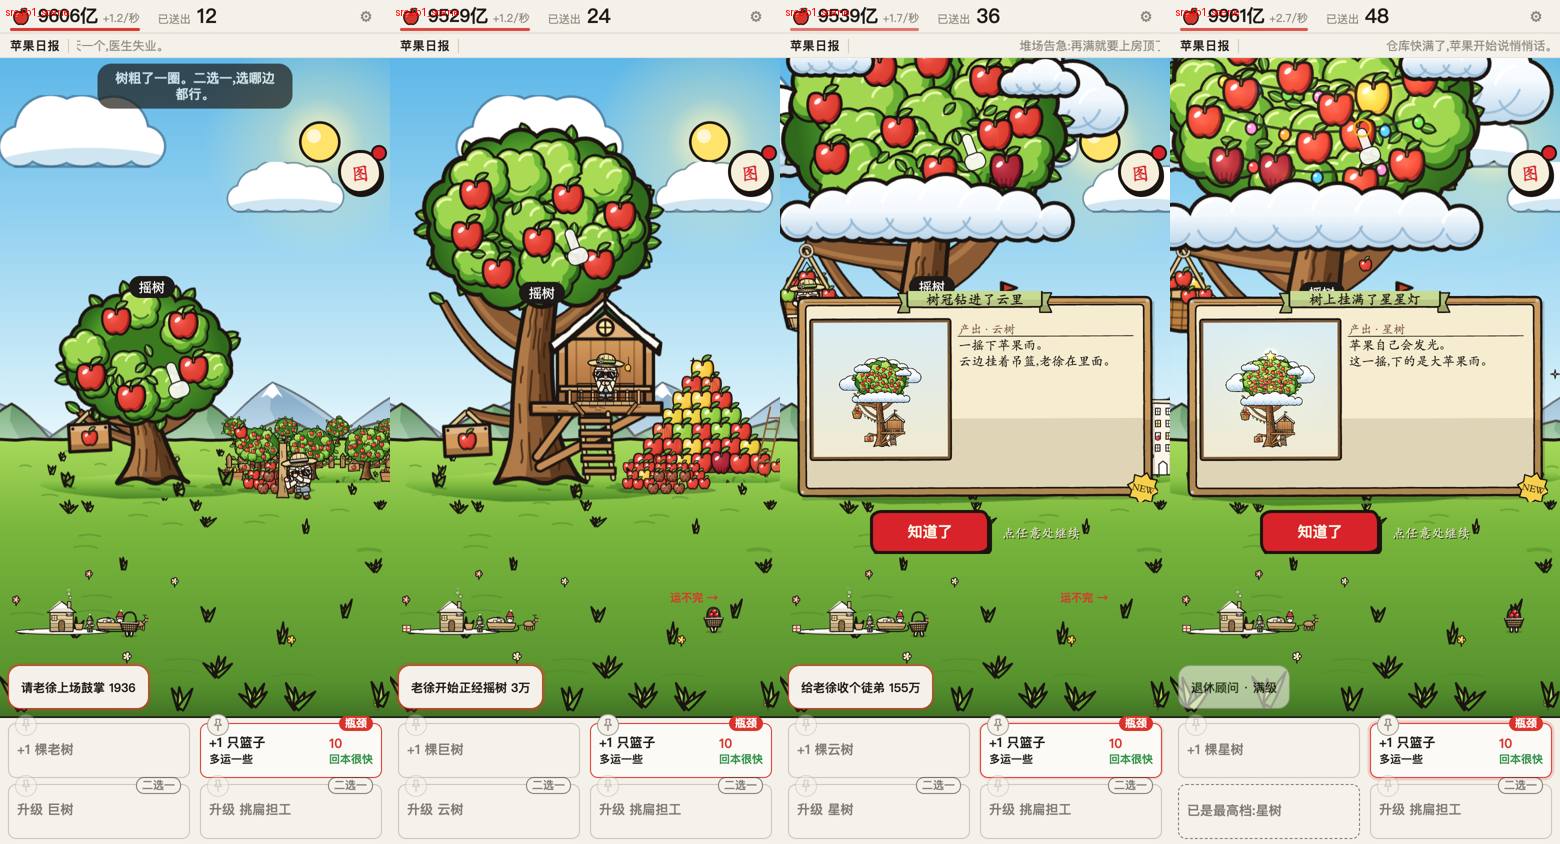 9606亿 +1.2/秒 已送出 12
苹果日报
一个,医生失业。
树粗了一圈。二选一,选哪边
都行。
图
摇树
请老徐上场鼓掌 1936
+1 棵老树
瓶颈
+1 只篮子 10
多运一些 回本很快
升级 巨树
二选一
升级 挑扁担工
9529亿 +1.2/秒 已送出 24
苹果日报
图
摇树
运不完 →
老徐开始正经摇树 3万
+1 棵巨树
瓶颈
+1 只篮子 10
多运一些 回本很快
二选一
升级 云树
二选一
升级 挑扁担工
9539亿 +1.7/秒 已送出 36
苹果日报
堆场告急:再满就要上房顶
图
摇树
树冠钻进了云里
产出 · 云树
一摇下苹果雨。
云边挂着吊篮,老徐在里面。
NEW
知道了 点任意处继续
运不完 →
给老徐收个徒弟 155万
+1 棵云树
瓶颈
+1 只篮子 10
多运一些 回本很快
二选一
升级 星树
二选一
升级 挑扁担工
9961亿 +2.7/秒 已送出 48
苹果日报
仓库快满了,苹果开始说悄悄话。
图
树上挂满了星星灯
产出 · 星树
苹果自己会发光。
这一摇,下的是大苹果雨。
NEW
知道了 点任意处继续
退休顾问 · 满级
+1 棵星树
瓶颈
+1 只篮子 10
多运一些 回本很快
已是最高档:星树
二选一
升级 挑扁担工